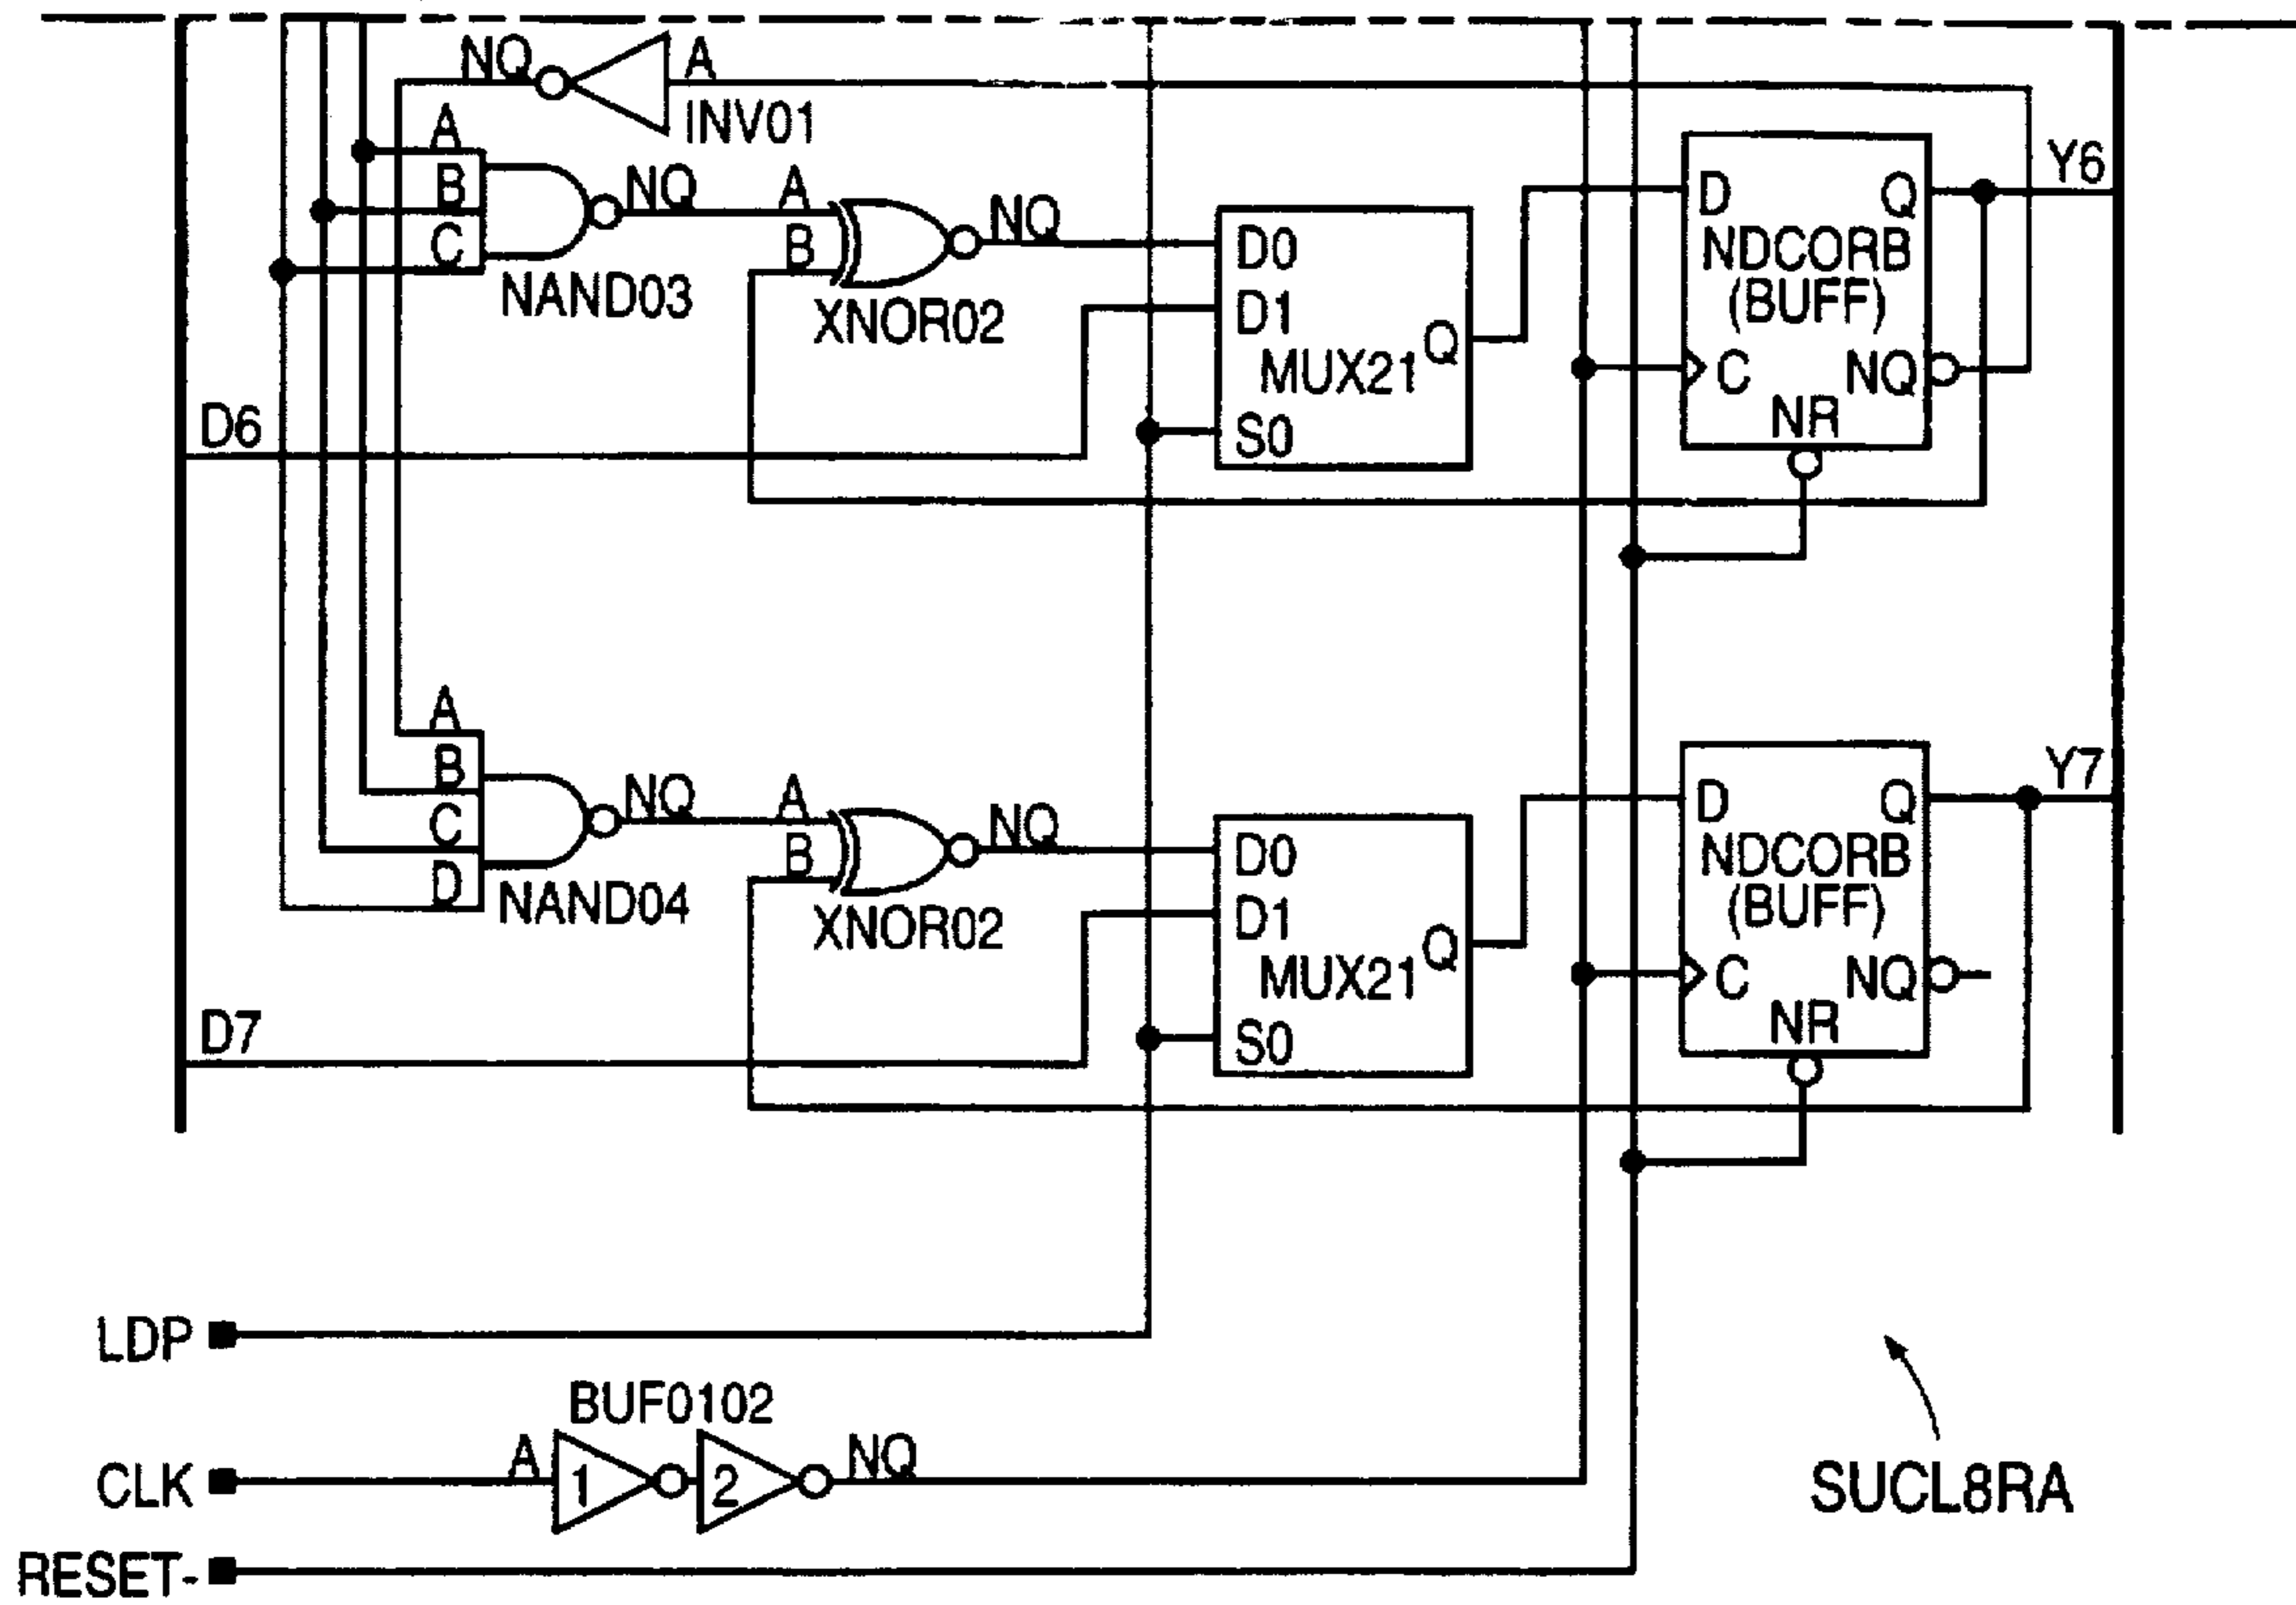 NQ A
INV01
A
B
C
NQ
NAND03
A
B
NQ
XNOR02
D0
D1
MUX21
Q
S0
D
Q
NDCORB
(BUFF)
C
NQ
NR
Y6
D6
A
B
C
D
NQ
NAND04
A
B
NQ
XNOR02
D0
D1
MUX21
Q
S0
D
Q
NDCORB
(BUFF)
C
NQ
NR
Y7
D7
LDP
BUF0102
CLK
A
1
2
NQ
RESET-
SUCL8RA